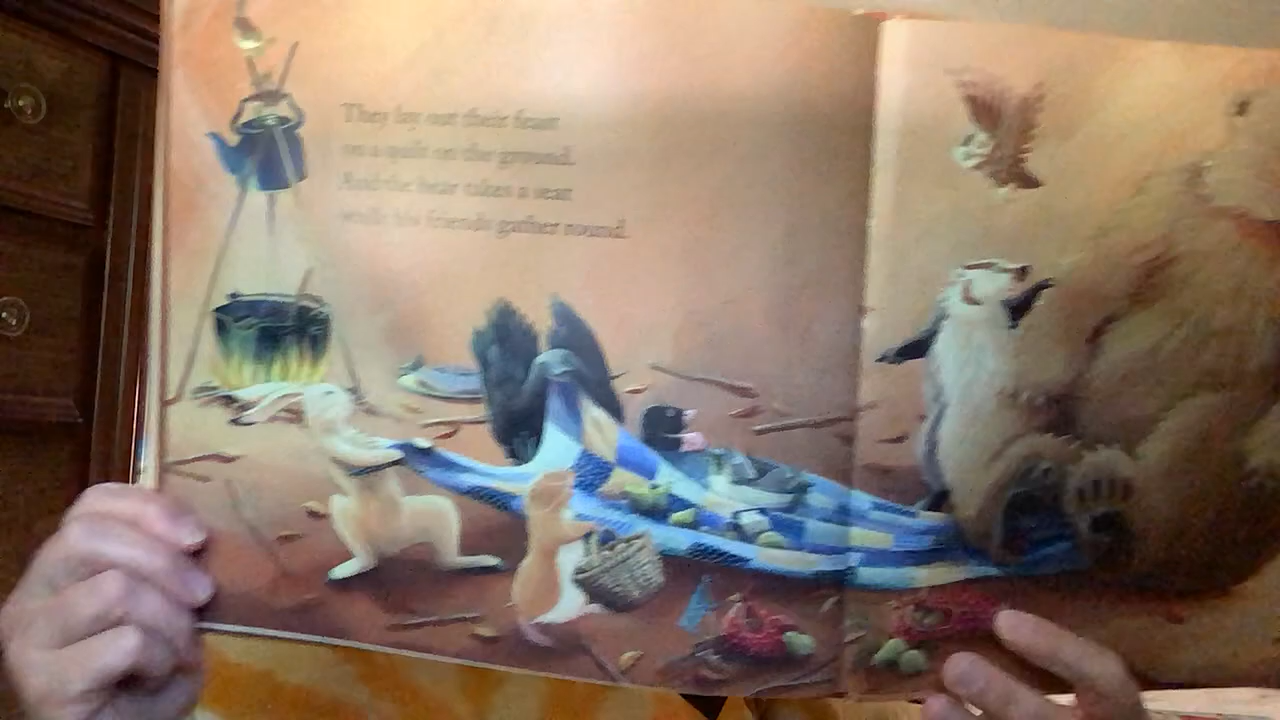 They lay out their feast
on a quilt on the ground.
And the bear takes a seat
while his friends gather round.